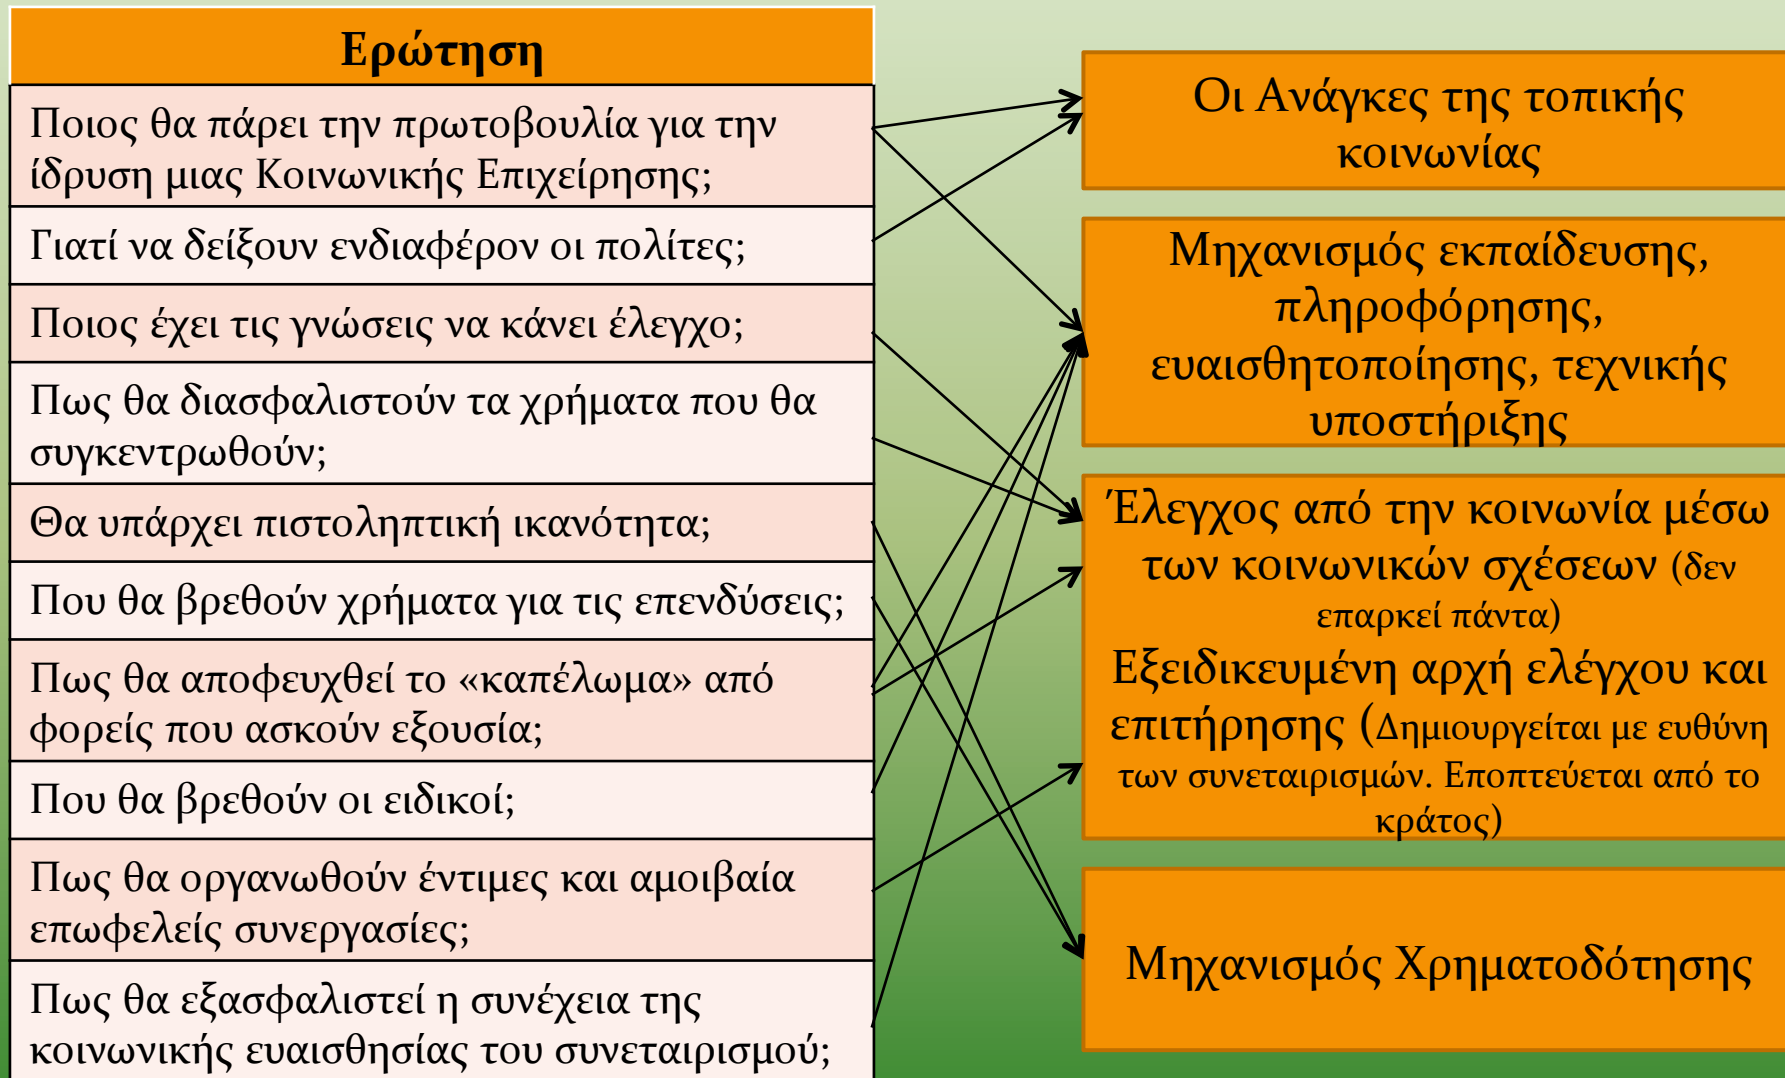 Ερώτηση
Ποιος θα πάρει την πρωτοβουλία για την
ίδρυση μιας Κοινωνικής Επιχείρησης;
Γιατί να δείξουν ενδιαφέρον οι πολίτες;
Ποιος έχει τις γνώσεις να κάνει έλεγχο;
Πως θα διασφαλιστούν τα χρήματα που θα
συγκεντρωθούν;
Θα υπάρχει πιστοληπτική ικανότητα;
Που θα βρεθούν χρήματα για τις επενδύσεις;
Πως θα αποφευχθεί το «καπέλωμα» από
φορείς που ασκούν εξουσία;
Που θα βρεθούν οι ειδικοί;
Πως θα οργανωθούν έντιμες και αμοιβαία
επωφελείς συνεργασίες;
Πως θα εξασφαλιστεί η συνέχεια της
κοινωνικής ευαισθησίας του συνεταιρισμού;
Οι Ανάγκες της τοπικής
κοινωνίας
Μηχανισμός εκπαίδευσης,
πληροφόρησης,
ευαισθητοποίησης, τεχνικής
υποστήριξης
Έλεγχος από την κοινωνία μέσω
των κοινωνικών σχέσεων (δεν
επαρκεί πάντα)
Εξειδικευμένη αρχή ελέγχου και
επιτήρησης (Δημιουργείται με ευθύνη
των συνεταιρισμών. Εποπτεύεται από το
κράτος)
Μηχανισμός Χρηματοδότησης